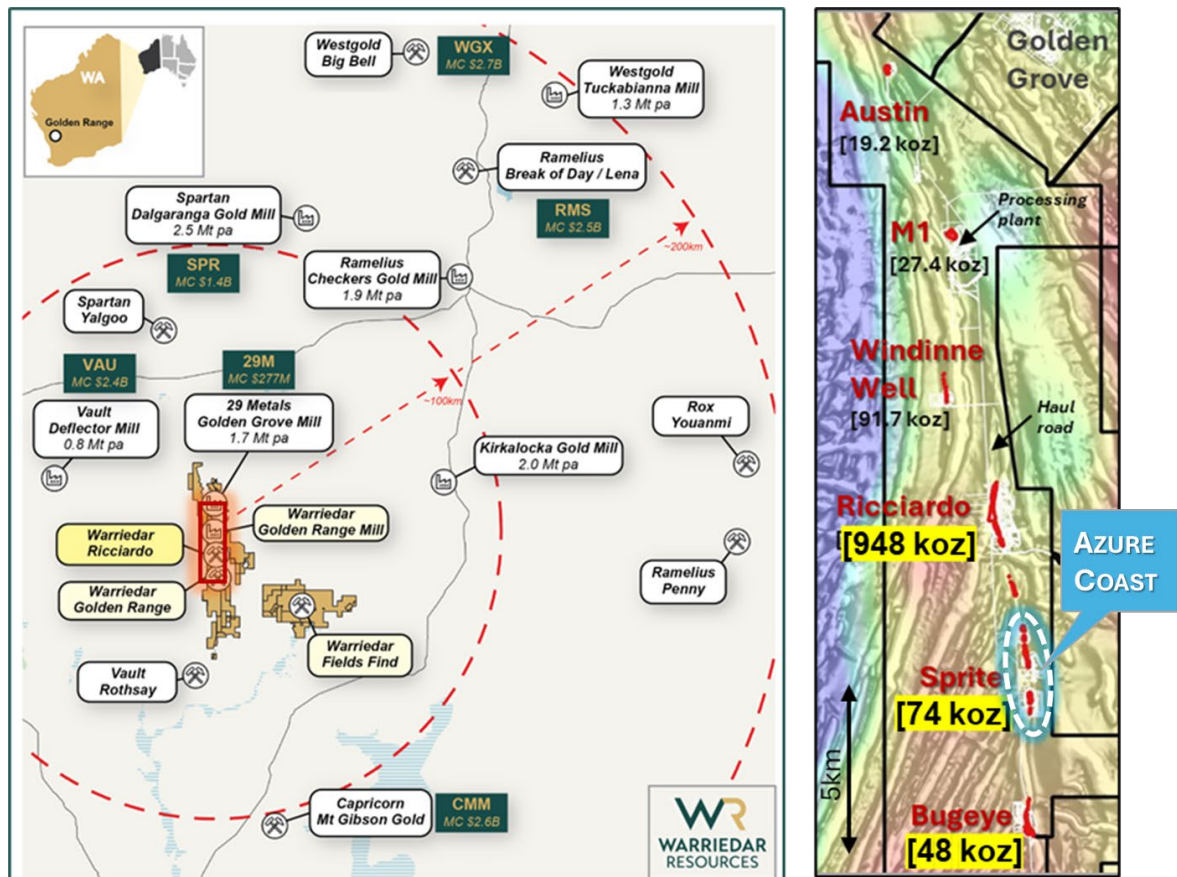 WA
Golden Range
Westgold
Big Bell
WGX
MC $2.7B
Westgold
Tuckabianna Mill
1.3 Mt pa
Ramelius
Break of Day / Lena
RMS
MC $2.5B
Spartan
Dalgaranga Gold Mill
2.5 Mt pa
SPR
MC $1.4B
~200km
Ramelius
Checkers Gold Mill
1.9 Mt pa
Spartan
Yalgoo
VAU
MC $2.4B
29M
MC $277M
~100km
Vault
Deflector Mill
0.8 Mt pa
29 Metals
Golden Grove Mill
1.7 Mt pa
Rox
Youanmi
Kirkalocka Gold Mill
2.0 Mt pa
Warriedar
Golden Range Mill
Warriedar
Ricciardo
Warriedar
Golden Range
Ramelius
Penny
Warriedar
Fields Find
Vault
Rothsay
Capricorn
Mt Gibson Gold
CMM
MC $2.6B
WR
WARRIEDAR
RESOURCES
Golden
Grove
Austin
[19.2 koz]
Processing
plant
M1
[27.4 koz]
Windinne
Well
[91.7 koz]
Haul
road
Ricciardo
[948 koz]
AZURE
COAST
Sprite
[74 koz]
5km
Bugeye
[48 koz]